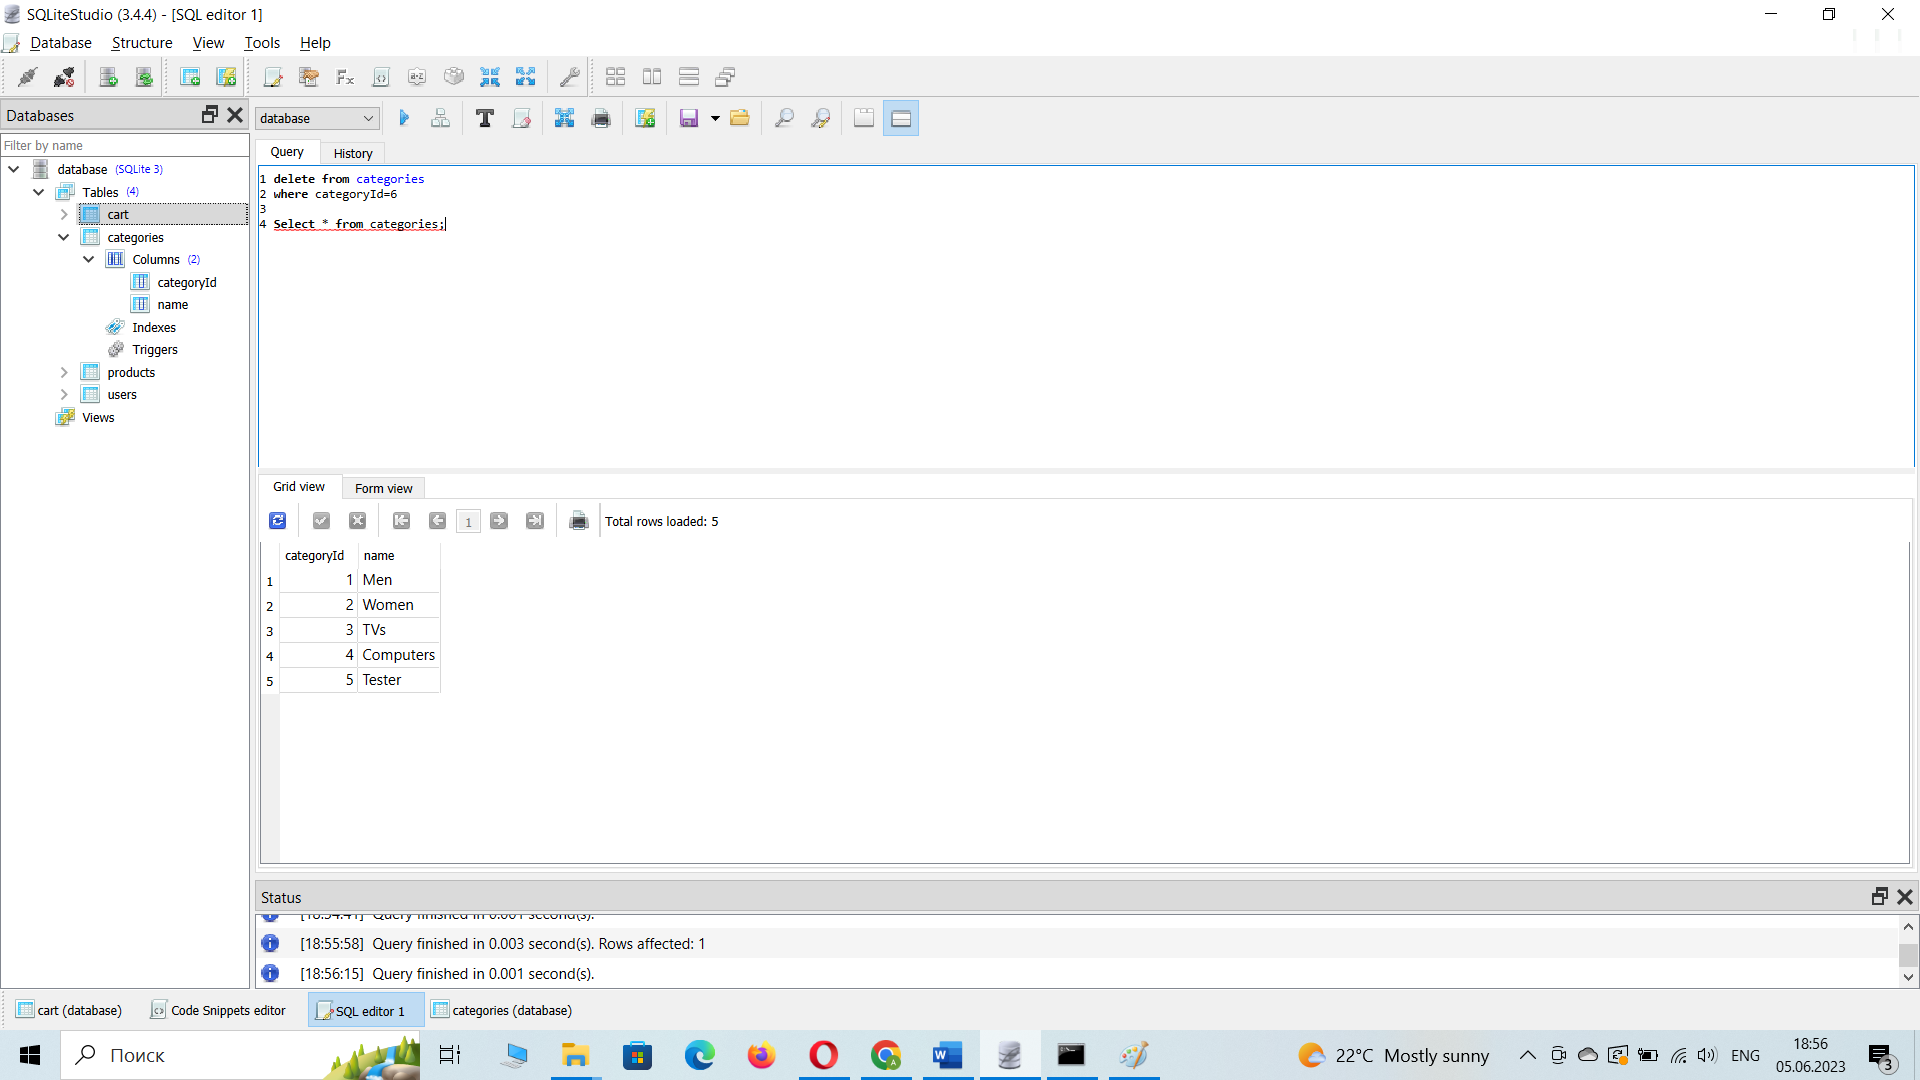 SQLiteStudio (3.4.4) - [SQL editor 1]
Database Structure View Tools Help
Databases
Filter by name
database (SQLite 3)
Tables (4)
cart
categories
Columns (2)
categoryId
name
Indexes
Triggers
products
users
Views
database
Query History
1 delete from categories
2 where categoryId=6
3
4 Select * from categories;
Grid view Form view
1 Total rows loaded: 5
categoryId name
1 1 Men
2 2 Women
3 3 TVs
4 4 Computers
5 5 Tester
Status
[18:54:41] Query finished in 0.001 second(s).
[18:55:58] Query finished in 0.003 second(s). Rows affected: 1
[18:56:15] Query finished in 0.001 second(s).
cart (database) Code Snippets editor SQL editor 1 categories (database)
Поиск
22°C Mostly sunny
ENG
18:56
05.06.2023
3